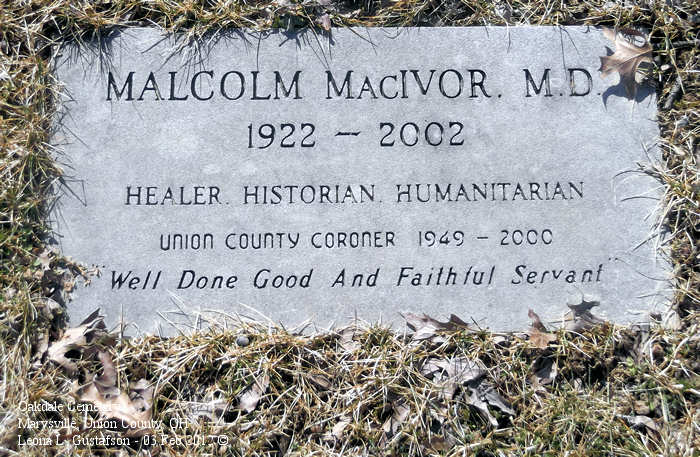 MALCOLM MACIVOR, M.D.
1922 – 2002
HEALER, HISTORIAN, HUMANITARIAN
UNION COUNTY CORONER 1949 – 2000
"Well Done Good And Faithful Servant"
Oakdale Cemetery
Marysville, Union County, OH
Leona L. Gustafson - 03 Feb 2012 ©